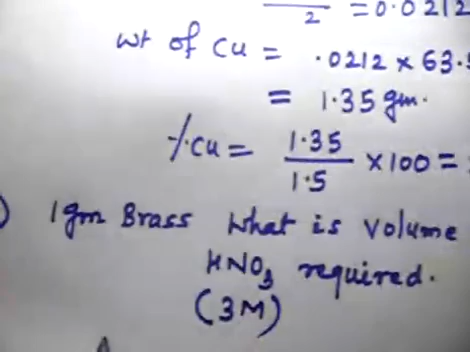 2 = 0.0212
wt of Cu = .0212 x 63.5
= 1.35 gm.
%Cu = 1.35 / 1.5 x 100 =
) 1gm Brass what is volume
HNO3 required.
(3M)